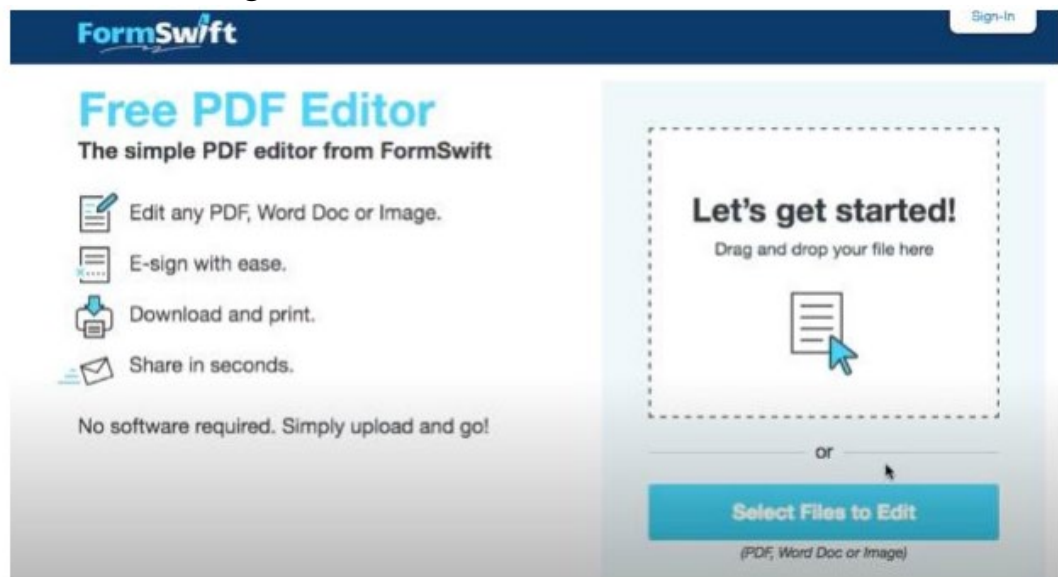 FormSwift
Sign-In
Free PDF Editor
The simple PDF editor from FormSwift
Edit any PDF, Word Doc or Image.
E-sign with ease.
Download and print.
Share in seconds.
No software required. Simply upload and go!
Let's get started!
Drag and drop your file here
or
Select Files to Edit
(PDF, Word Doc or Image)